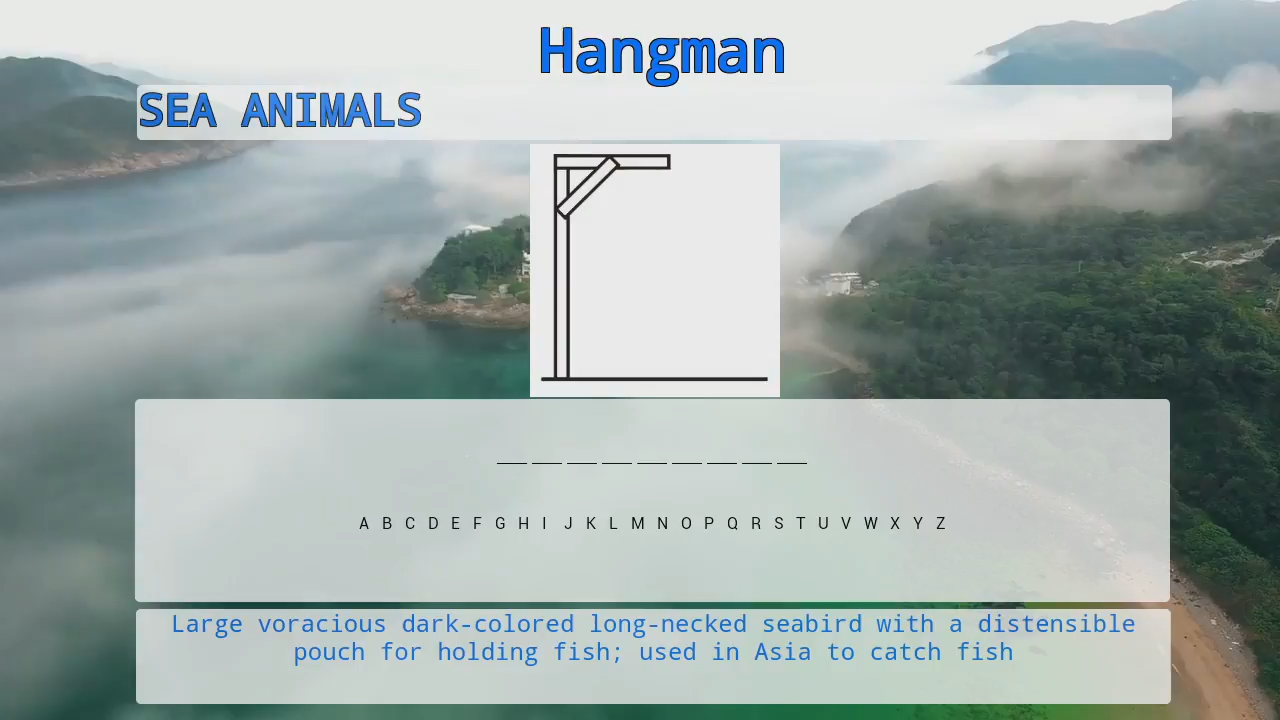 Hangman
SEA ANIMALS
A B C D E F G H I J K L M N O P Q R S T U V W X Y Z
Large voracious dark-colored long-necked seabird with a distensible
pouch for holding fish; used in Asia to catch fish